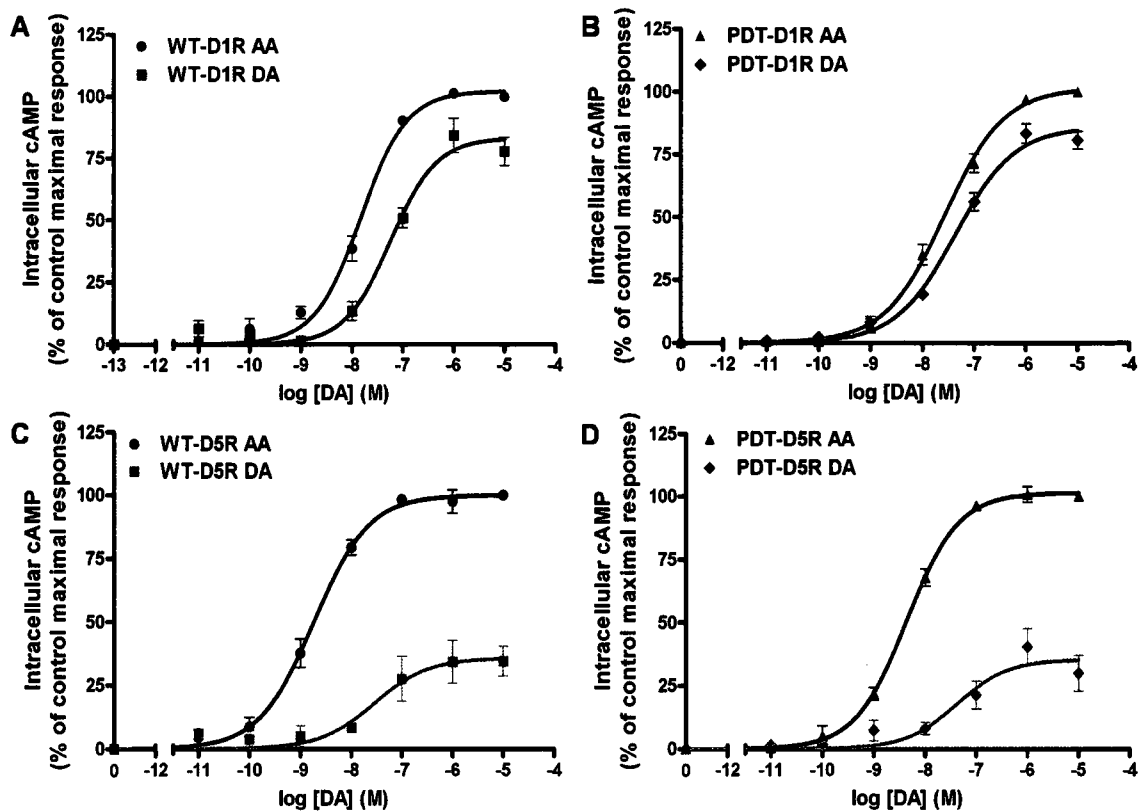 A
WT-D1R AA
WT-D1R DA
Intracellular cAMP
(% of control maximal response)
125
100
75
50
25
0
-13 -12 -11 -10 -9 -8 -7 -6 -5 -4
log [DA] (M)
B
PDT-D1R AA
PDT-D1R DA
Intracellular cAMP
(% of control maximal response)
125
100
75
50
25
0
0 -12 -11 -10 -9 -8 -7 -6 -5 -4
log [DA] (M)
C
WT-D5R AA
WT-D5R DA
Intracellular cAMP
(% of control maximal response)
125
100
75
50
25
0
0 -12 -11 -10 -9 -8 -7 -6 -5 -4
log [DA] (M)
D
PDT-D5R AA
PDT-D5R DA
Intracellular cAMP
(% of control maximal response)
125
100
75
50
25
0
0 -12 -11 -10 -9 -8 -7 -6 -5 -4
log [DA] (M)